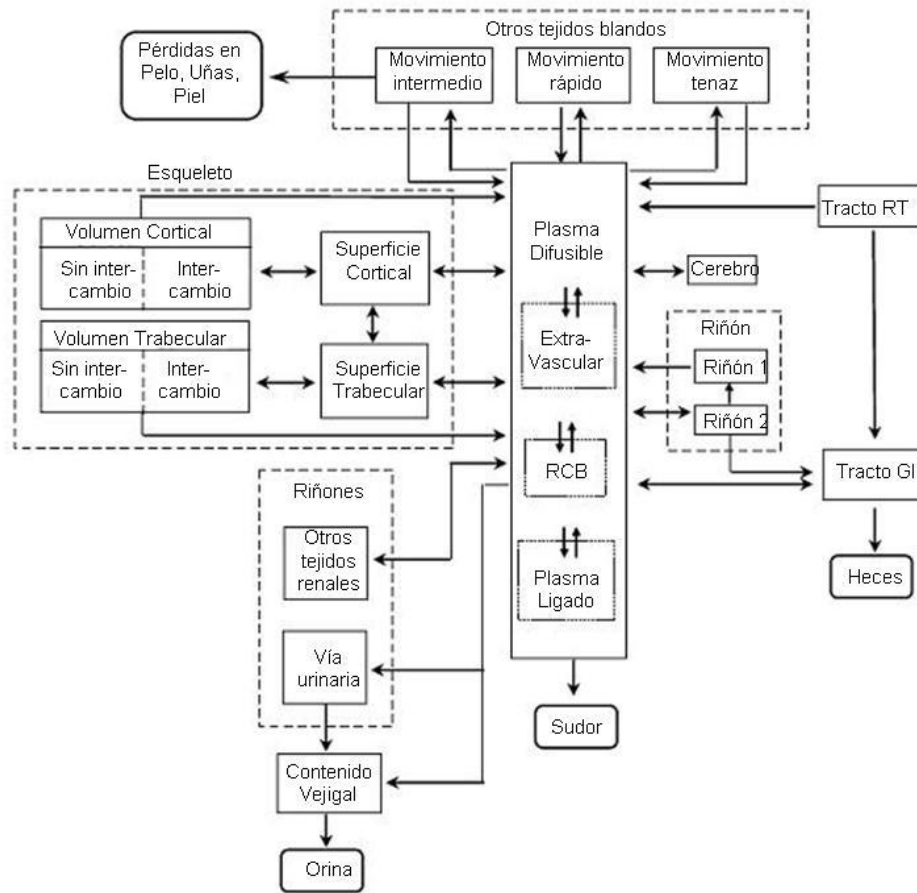 Otros tejidos blandos
Pérdidas en
Pelo, Uñas,
Piel
Movimiento
intermedio
Movimiento
rápido
Movimiento
tenaz
Esqueleto
Volumen Cortical
Sin inter-
cambio
Inter-
cambio
Superficie
Cortical
Volumen Trabecular
Sin inter-
cambio
Inter-
cambio
Superficie
Trabecular
Plasma
Difusible
Extra-
Vascular
RCB
Plasma
Ligado
Tracto RT
Cerebro
Riñón
Riñón 1
Riñón 2
Tracto GI
Heces
Riñones
Otros
tejidos
renales
Vía
urinaria
Sudor
Contenido
Vejigal
Orina